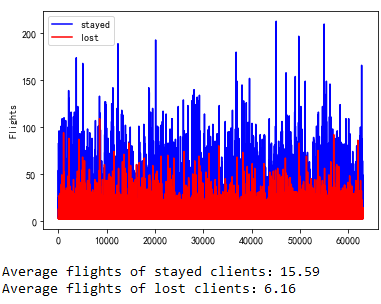 stayed
lost
200
150
100
50
0
Flights
0 10000 20000 30000 40000 50000 60000
Average flights of stayed clients: 15.59
Average flights of lost clients: 6.16